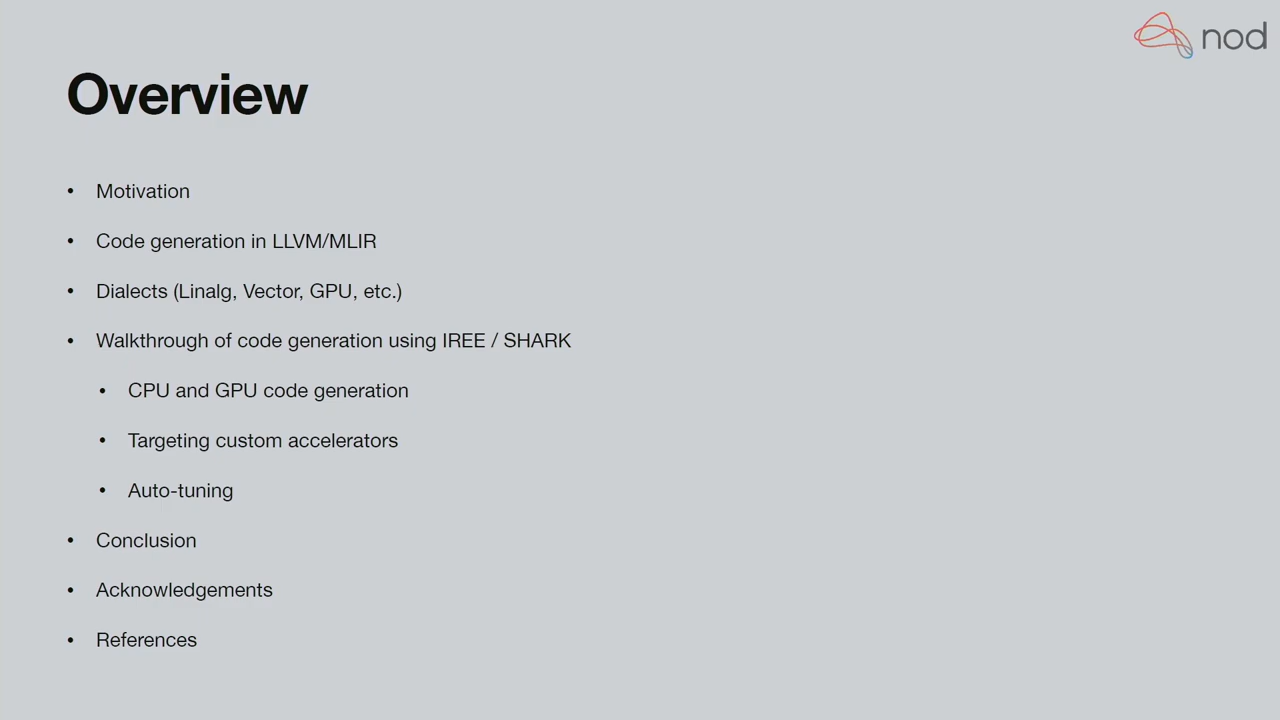 nod
Overview
• Motivation
• Code generation in LLVM/MLIR
• Dialects (Linalg, Vector, GPU, etc.)
• Walkthrough of code generation using IREE / SHARK
• CPU and GPU code generation
• Targeting custom accelerators
• Auto-tuning
• Conclusion
• Acknowledgements
• References